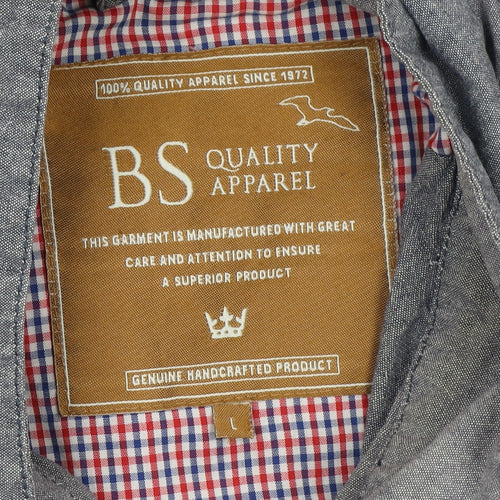 100% QUALITY APPAREL SINCE 1972
BS QUALITY
APPAREL
THIS GARMENT IS MANUFACTURED WITH GREAT
CARE AND ATTENTION TO ENSURE
A SUPERIOR PRODUCT
GENUINE HANDCRAFTED PRODUCT
L